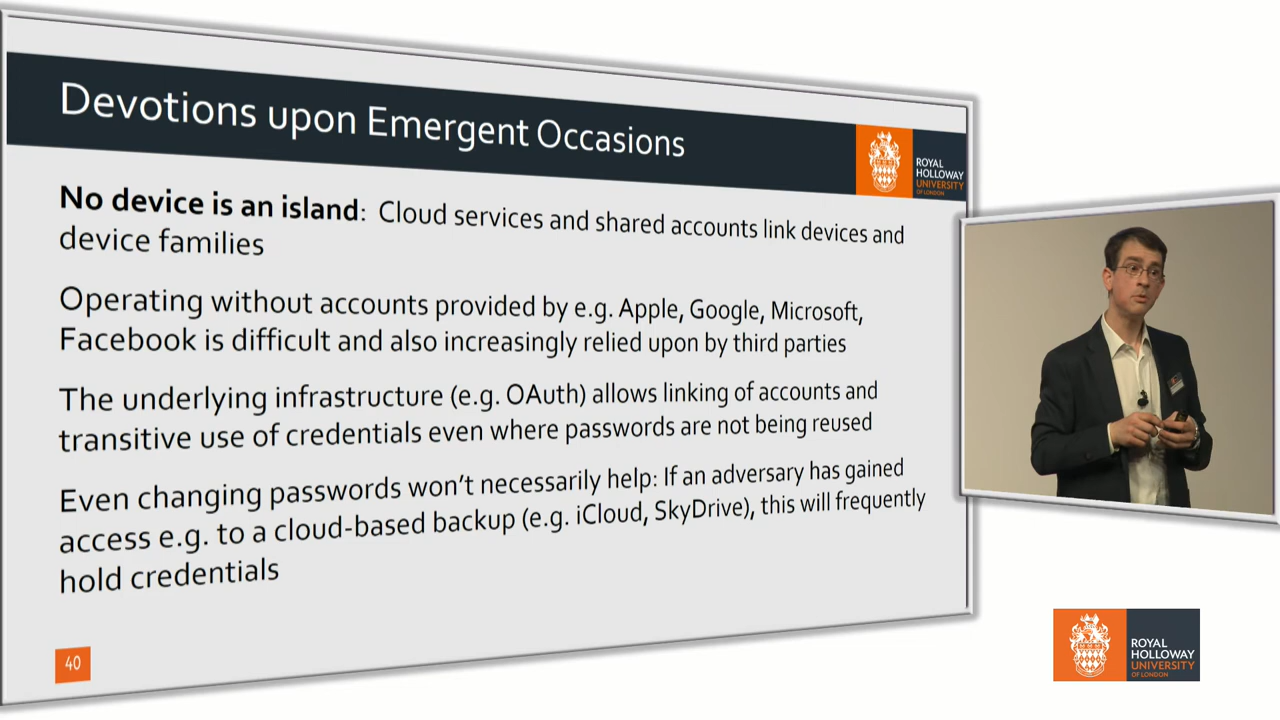 Devotions upon Emergent Occasions
ROYAL
HOLLOWAY
UNIVERSITY
OF LONDON
No device is an island: Cloud services and shared accounts link devices and
device families
Operating without accounts provided by e.g. Apple, Google, Microsoft,
Facebook is difficult and also increasingly relied upon by third parties
The underlying infrastructure (e.g. OAuth) allows linking of accounts and
transitive use of credentials even where passwords are not being reused
Even changing passwords won't necessarily help: If an adversary has gained
access e.g. to a cloud-based backup (e.g. iCloud, SkyDrive), this will frequently
hold credentials
40
ROYAL
HOLLOWAY
UNIVERSITY
OF LONDON